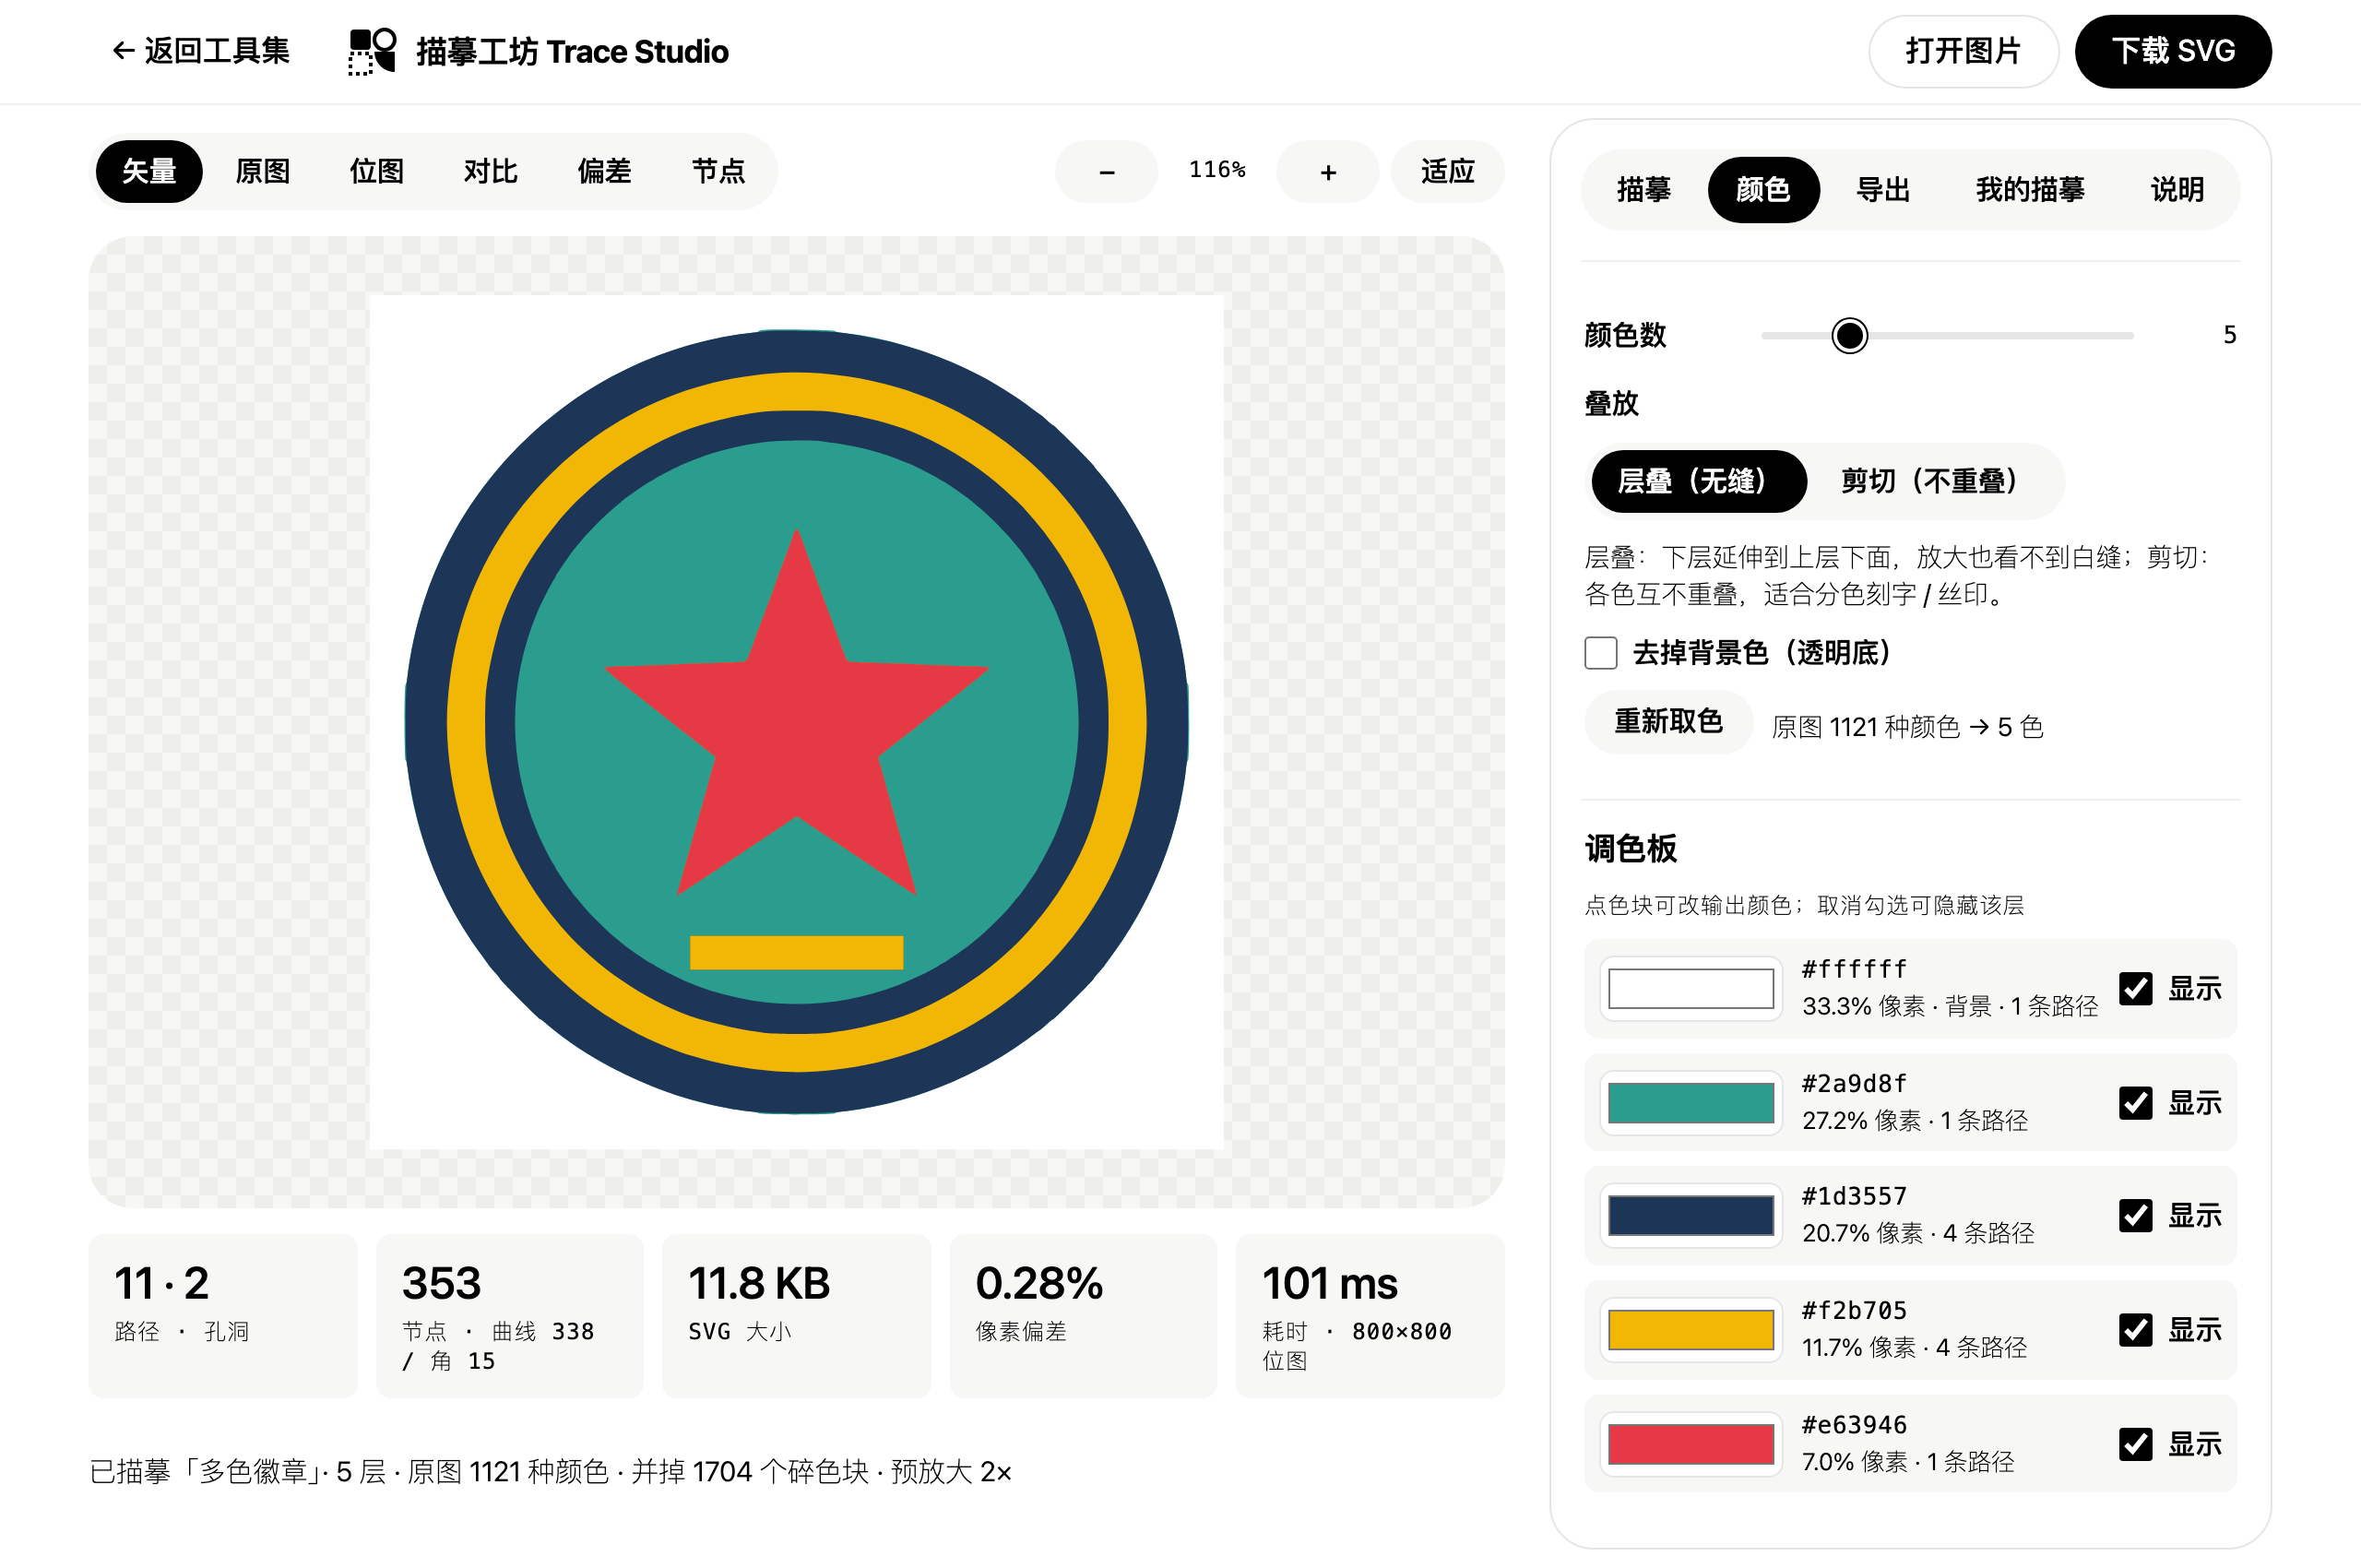 ← 返回工具集
描摹工坊 Trace Studio
打开图片
下载 SVG
矢量
原图
位图
对比
偏差
节点
−
116%
+
适应
描摹
颜色
导出
我的描摹
说明
颜色数
5
叠放
层叠（无缝）
剪切（不重叠）
层叠：下层延伸到上层下面，放大也看不到白缝；剪切：
各色互不重叠，适合分色刻字 / 丝印。
去掉背景色（透明底）
重新取色
原图 1121 种颜色 → 5 色
调色板
点色块可改输出颜色；取消勾选可隐藏该层
#ffffff
33.3% 像素 · 背景 · 1 条路径
显示
#2a9d8f
27.2% 像素 · 1 条路径
显示
#1d3557
20.7% 像素 · 4 条路径
显示
#f2b705
11.7% 像素 · 4 条路径
显示
#e63946
7.0% 像素 · 1 条路径
显示
11 · 2
路径 · 孔洞
353
节点 · 曲线 338
/ 角 15
11.8 KB
SVG 大小
0.28%
像素偏差
101 ms
耗时 · 800×800
位图
已描摹「多色徽章」· 5 层 · 原图 1121 种颜色 · 并掉 1704 个碎色块 · 预放大 2×